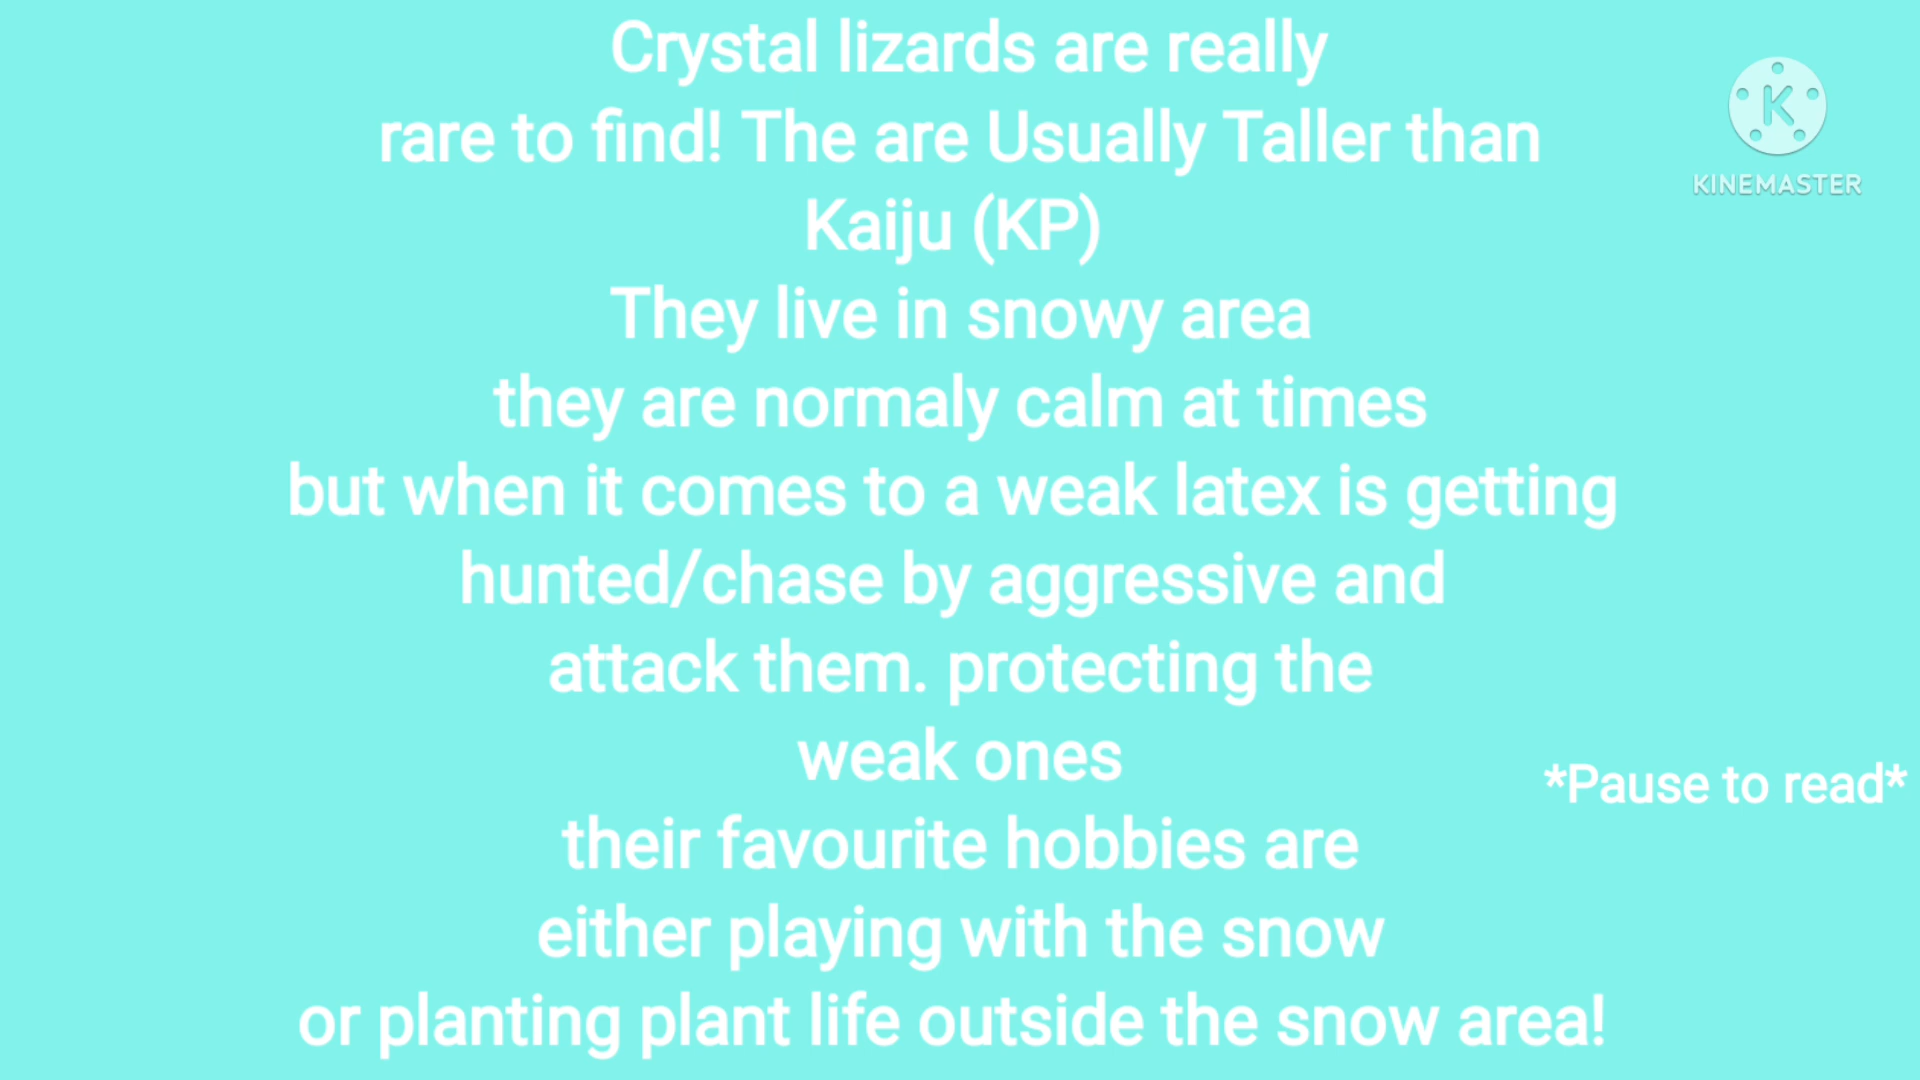 Crystal lizards are really
rare to find! The are Usually Taller than
Kaiju (KP)
They live in snowy area
they are normaly calm at times
but when it comes to a weak latex is getting
hunted/chase by aggressive and
attack them. protecting the
weak ones
their favourite hobbies are
either playing with the snow
or planting plant life outside the snow area!
*Pause to read*
K
KINEMASTER